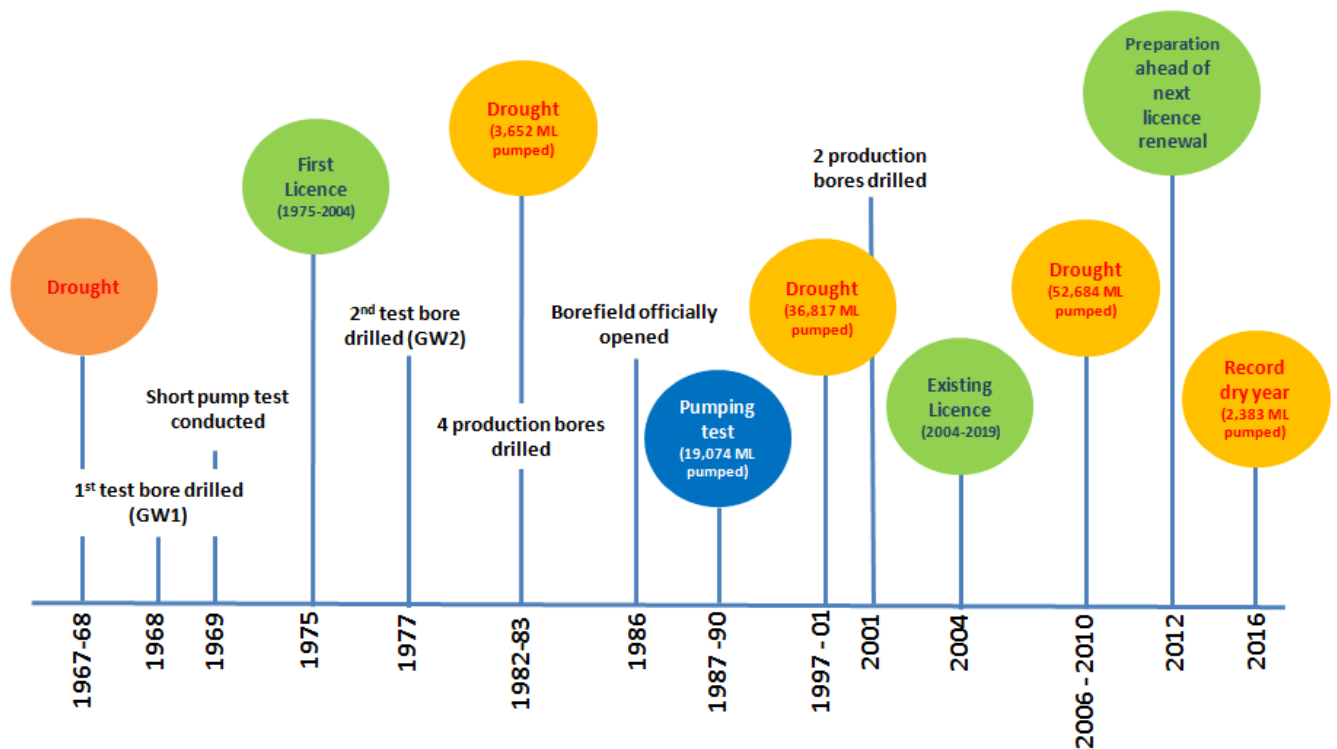 Preparation
ahead of
next
licence
renewal
Drought
(3,652 ML
pumped)
First
Licence
(1975-2004)
2 production
bores drilled
Drought
Drought
(36,817 ML
pumped)
Drought
(52,684 ML
pumped)
2nd test bore
drilled (GW2)
Borefield officially
opened
Short pump test
conducted
Pumping
test
(19,074 ML
pumped)
Existing
Licence
(2004-2019)
Record
dry year
(2,383 ML
pumped)
4 production bores
drilled
1st test bore drilled
(GW1)
1967-68
1968
1969
1975
1977
1982-83
1986
1987 -90
1997 - 01
2001
2004
2006 - 2010
2012
2016